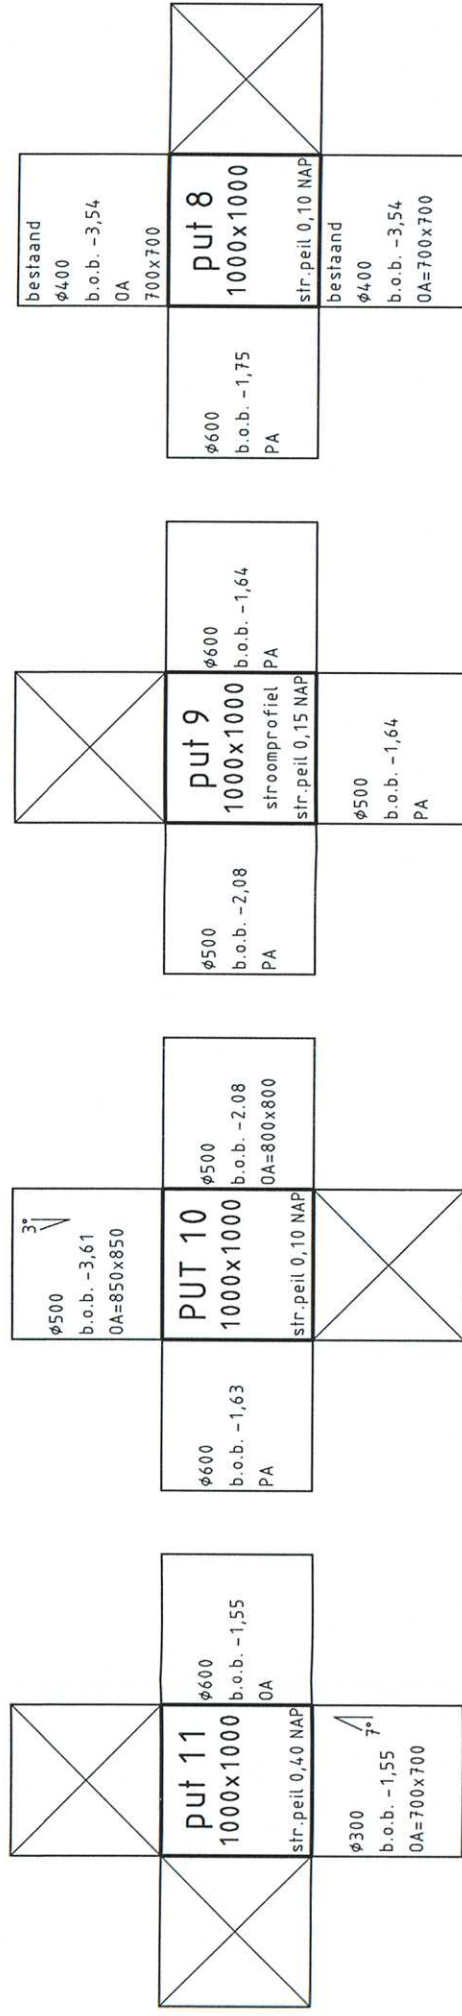 put 11
1000x1000
str.peil 0,40 NAP
φ600
b.o.b. -1,55
OA
7°
φ300
b.o.b. -1,55
OA=700x700
3°
φ500
b.o.b. -3,61
OA=850x850
φ600
b.o.b. -1,63
PA
PUT 10
1000x1000
str.peil 0,10 NAP
φ500
b.o.b. -2.08
OA=800x800
φ500
b.o.b. -2,08
PA
put 9
1000x1000
stroomprofiel
str.peil 0,15 NAP
φ600
b.o.b. -1,64
PA
φ500
b.o.b. -1,64
PA
bestaand
φ400
b.o.b. -3,54
OA
700x700
φ600
b.o.b. -1,75
PA
put 8
1000x1000
str.peil 0,10 NAP
bestaand
φ400
b.o.b. -3,54
OA=700x700